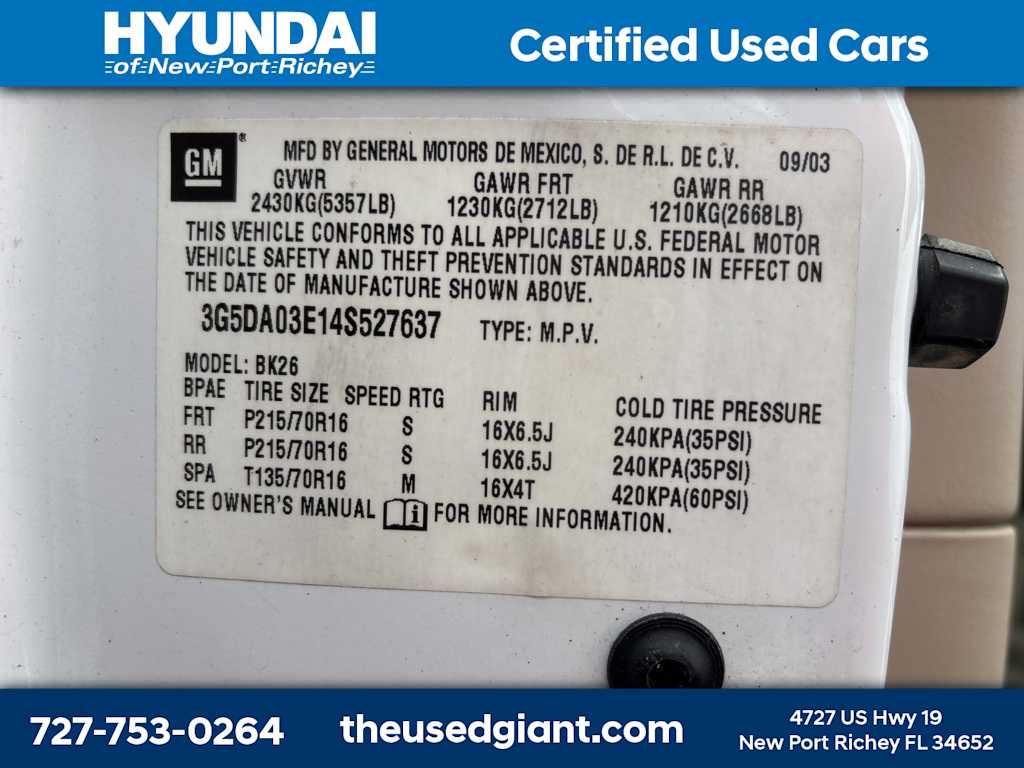 HYUNDAI
of New Port Richey
Certified Used Cars
GM ® MFD BY GENERAL MOTORS DE MEXICO, S. DE R.L. DE C.V. 09/03
GVWR GAWR FRT GAWR RR
2430KG(5357LB) 1230KG(2712LB) 1210KG(2668LB)
THIS VEHICLE CONFORMS TO ALL APPLICABLE U.S. FEDERAL MOTOR
VEHICLE SAFETY AND THEFT PREVENTION STANDARDS IN EFFECT ON
THE DATE OF MANUFACTURE SHOWN ABOVE.
3G5DA03E14S527637 TYPE: M.P.V.
MODEL: BK26
BPAE TIRE SIZE SPEED RTG RIM COLD TIRE PRESSURE
FRT P215/70R16 S 16X6.5J 240KPA(35PSI)
RR P215/70R16 S 16X6.5J 240KPA(35PSI)
SPA T135/70R16 M 16X4T 420KPA(60PSI)
SEE OWNER'S MANUAL i FOR MORE INFORMATION.
727-753-0264
theusedgiant.com
4727 US Hwy 19
New Port Richey FL 34652